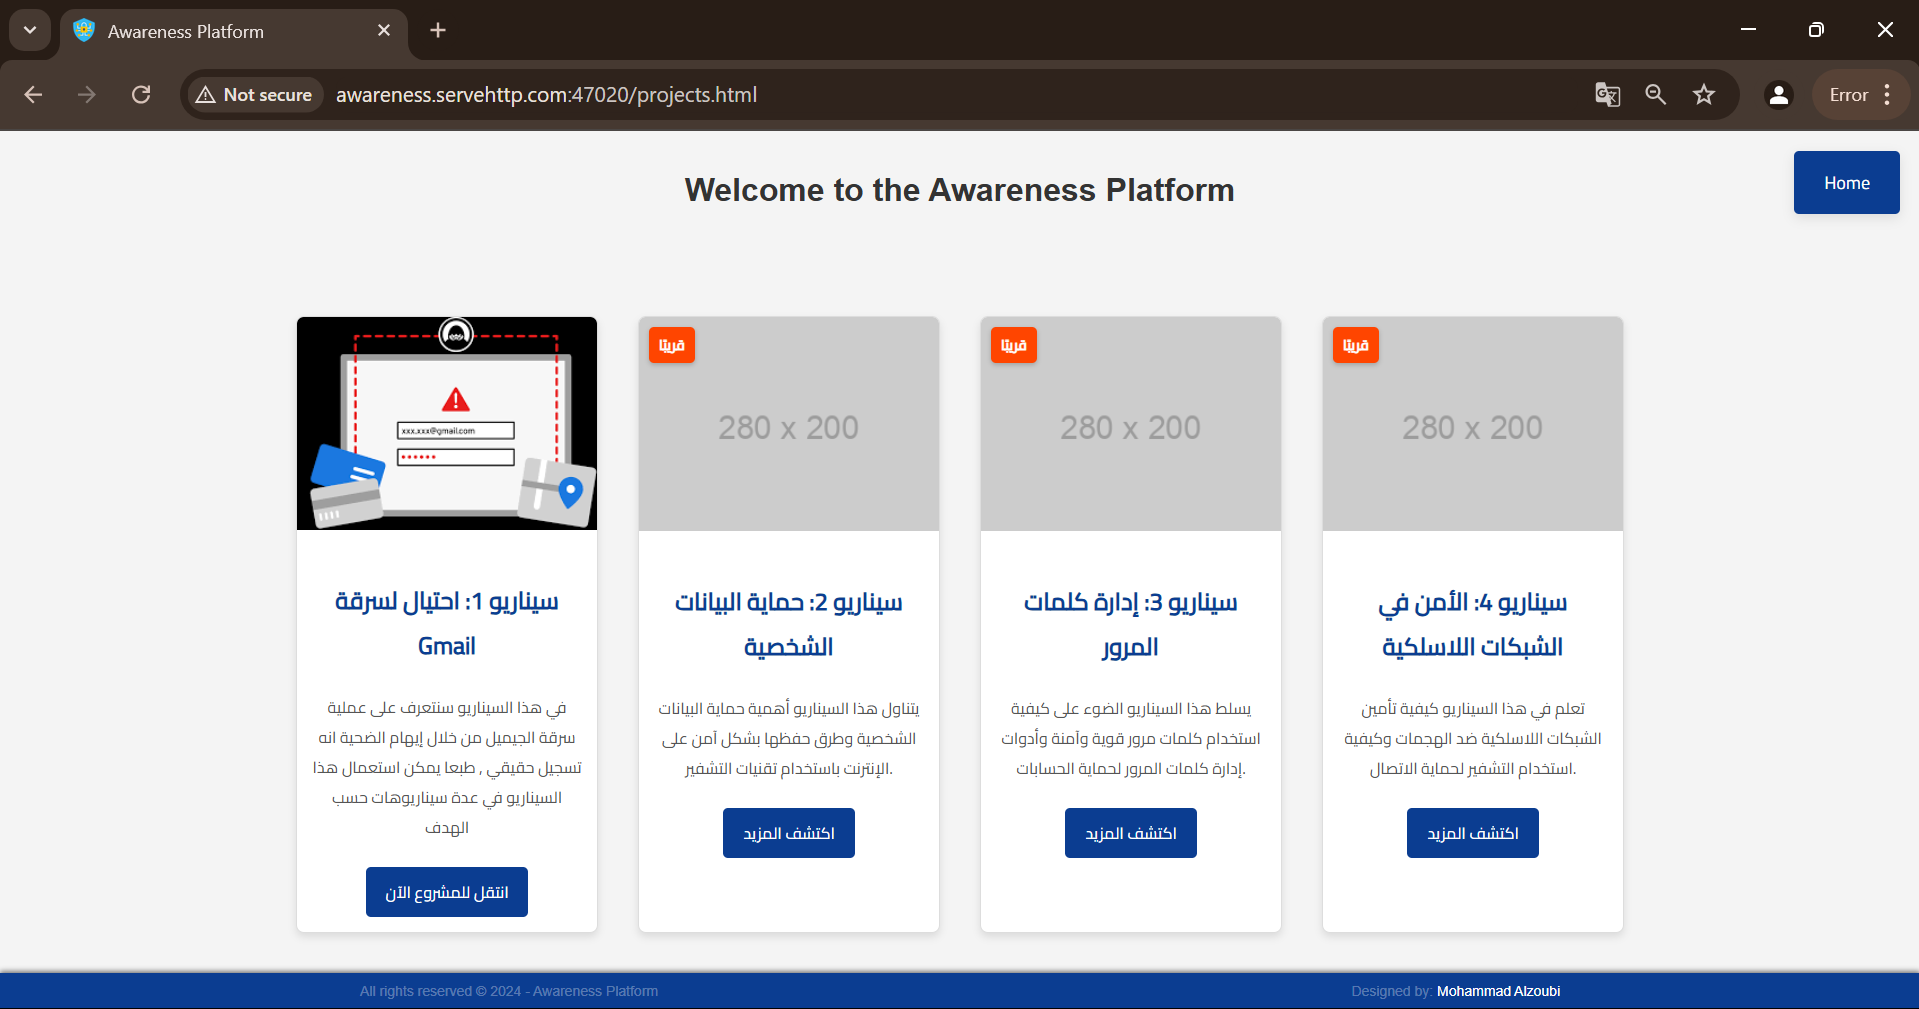 Awareness Platform
Not secure
awareness.servehttp.com:47020/projects.html
Error
Welcome to the Awareness Platform
Home
xxx.xxx@gmail.com
سيناريو 1: احتيال لسرقة
Gmail
في هذا السيناريو سنتعرف على عملية
سرقة الجيميل من خلال إيهام الضحية انه
تسجيل حقيقي , طبعا يمكن استعمال هذا
السيناريو في عدة سيناريوهات حسب
الهدف
انتقل للمشروع الآن
قريبًا
280 x 200
سيناريو 2: حماية البيانات
الشخصية
يتناول هذا السيناريو أهمية حماية البيانات
الشخصية وطرق حفظها بشكل آمن على
.الإنترنت باستخدام تقنيات التشفير
اكتشف المزيد
قريبًا
280 x 200
سيناريو 3: إدارة كلمات
المرور
يسلط هذا السيناريو الضوء على كيفية
استخدام كلمات مرور قوية وآمنة وأدوات
.إدارة كلمات المرور لحماية الحسابات
اكتشف المزيد
قريبًا
280 x 200
سيناريو 4: الأمن في
الشبكات اللاسلكية
تعلم في هذا السيناريو كيفية تأمين
الشبكات اللاسلكية ضد الهجمات وكيفية
.استخدام التشفير لحماية الاتصال
اكتشف المزيد
All rights reserved © 2024 - Awareness Platform
Designed by: Mohammad Alzoubi